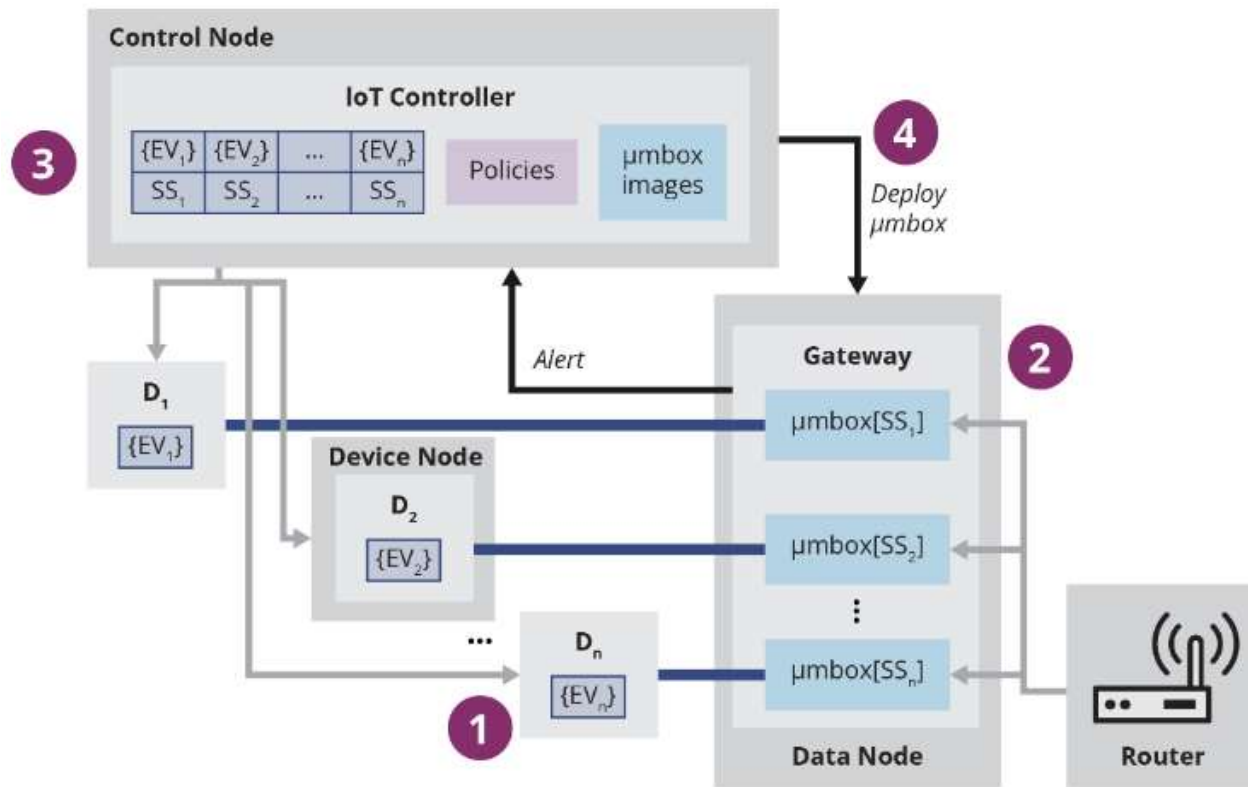 Control Node
IoT Controller
3
{EV₁} {EV₂} ... {EVₙ}
SS₁ SS₂ ... SSₙ
Policies
µmbox
images
4
Deploy
µmbox
Alert
2
Gateway
D₁
{EV₁}
µmbox[SS₁]
Device Node
D₂
{EV₂}
µmbox[SS₂]
⋮
...
Dₙ
{EVₙ}
µmbox[SSₙ]
1
Data Node
Router